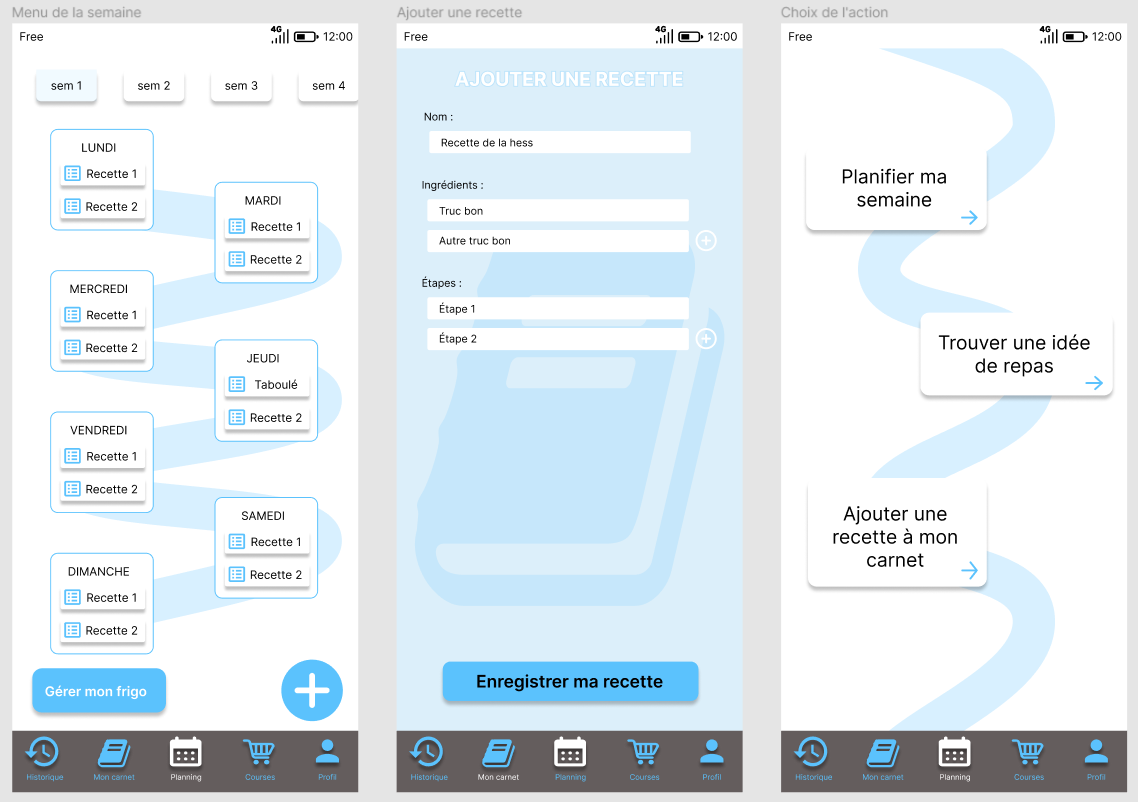 Menu de la semaine
Free
4G
12:00
sem 1
sem 2
sem 3
sem 4
LUNDI
Recette 1
Recette 2
MARDI
Recette 1
Recette 2
MERCREDI
Recette 1
Recette 2
JEUDI
Taboulé
Recette 2
VENDREDI
Recette 1
Recette 2
SAMEDI
Recette 1
Recette 2
DIMANCHE
Recette 1
Recette 2
Gérer mon frigo
Historique
Mon carnet
Planning
Courses
Profil
Ajouter une recette
Free
4G
12:00
AJOUTER UNE RECETTE
Nom :
Recette de la hess
Ingrédients :
Truc bon
Autre truc bon
Étapes :
Étape 1
Étape 2
Enregistrer ma recette
Historique
Mon carnet
Planning
Courses
Profil
Choix de l'action
Free
4G
12:00
Planifier ma
semaine
Trouver une idée
de repas
Ajouter une
recette à mon
carnet
Historique
Mon carnet
Planning
Courses
Profil